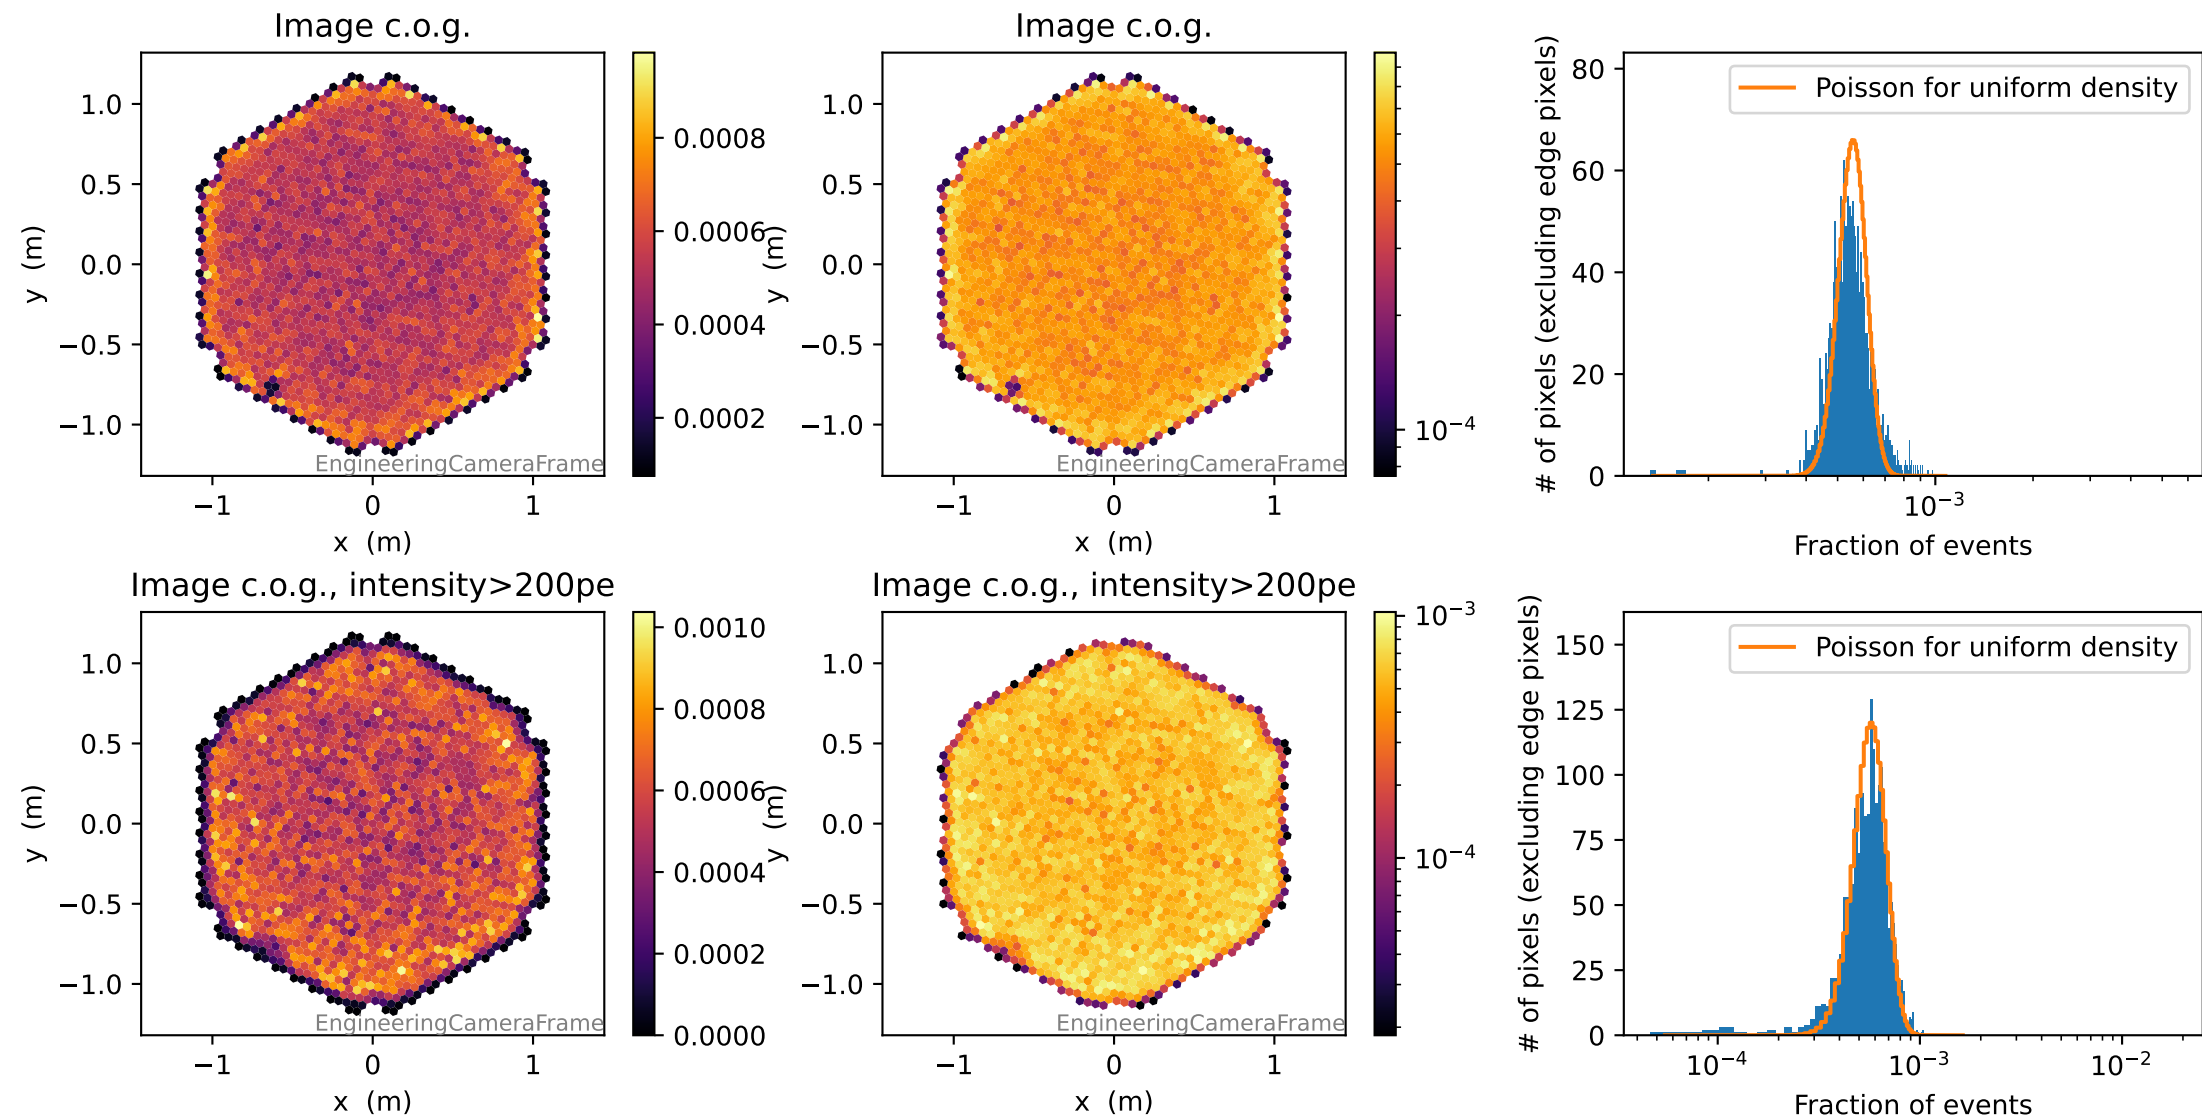 Image c.o.g.
1.0
0.5
0.0
−0.5
−1.0
y (m)
−1
0
1
x (m)
EngineeringCameraFrame
0.0008
0.0006
0.0004
0.0002
Image c.o.g.
1.0
0.5
0.0
−0.5
−1.0
y (m)
−1
0
1
x (m)
EngineeringCameraFrame
10−4
80
60
40
20
0
# of pixels (excluding edge pixels)
Poisson for uniform density
10−3
Fraction of events
Image c.o.g., intensity>200pe
1.0
0.5
0.0
−0.5
−1.0
y (m)
−1
0
1
x (m)
EngineeringCameraFrame
0.0010
0.0008
0.0006
0.0004
0.0002
0.0000
Image c.o.g., intensity>200pe
1.0
0.5
0.0
−0.5
−1.0
y (m)
−1
0
1
x (m)
EngineeringCameraFrame
10−3
10−4
150
125
100
75
50
25
0
# of pixels (excluding edge pixels)
Poisson for uniform density
10−4
10−3
10−2
Fraction of events